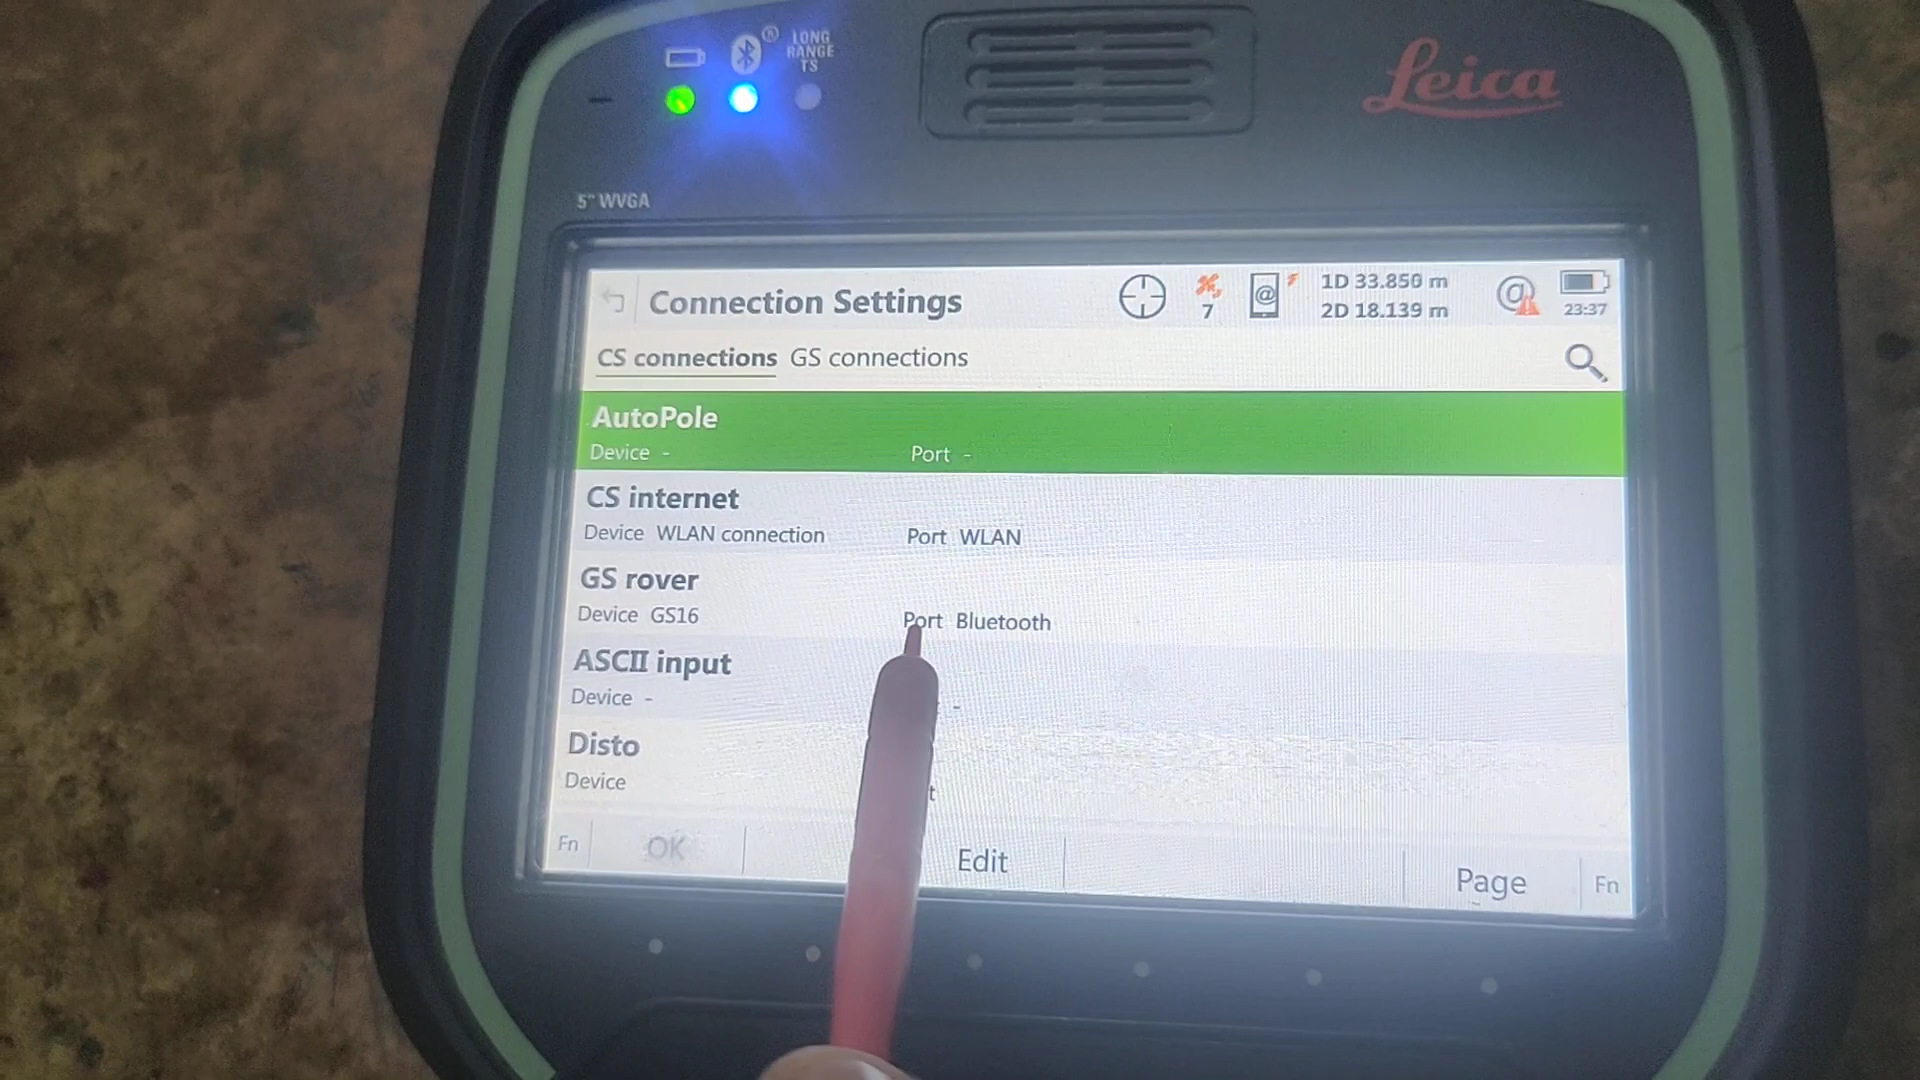 ® LONG
RANGE
TS
Leica
5" WVGA
Connection Settings
7
@
1D 33.850 m
2D 18.139 m
@
23:37
CS connections GS connections
AutoPole
Device - Port -
CS internet
Device WLAN connection Port WLAN
GS rover
Device GS16 Port Bluetooth
ASCII input
Device - -
Disto
Device
Fn OK Edit Page Fn